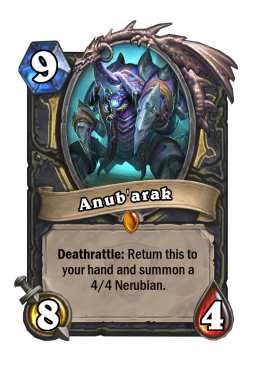 9
Anub'arak
Deathrattle: Return this to
your hand and summon a
4/4 Nerubian.
8
4